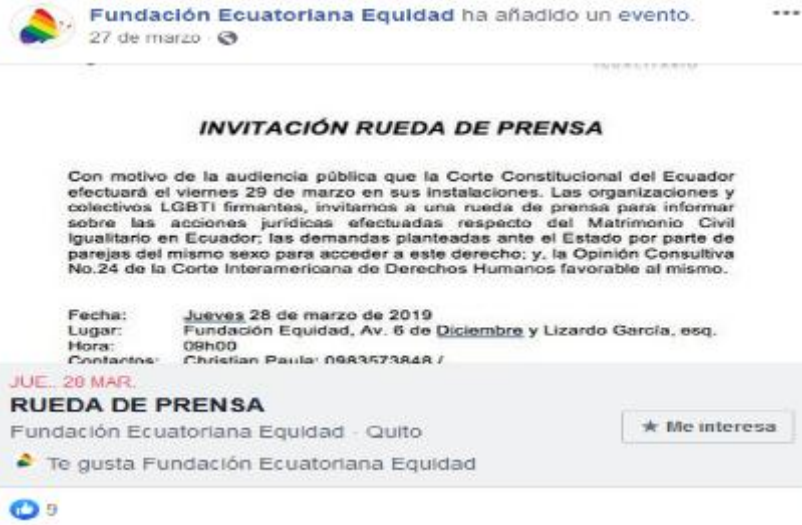 Fundación Ecuatoriana Equidad ha añadido un evento.
27 de marzo
INVITACIÓN RUEDA DE PRENSA
Con motivo de la audiencia pública que la Corte Constitucional del Ecuador
efectuará el viernes 29 de marzo en sus instalaciones. Las organizaciones y
colectivos LGBTI firmantes, invitamos a una rueda de prensa para informar
sobre las acciones jurídicas efectuadas respecto del Matrimonio Civil
Igualitario en Ecuador; las demandas planteadas ante el Estado por parte de
parejas del mismo sexo para acceder a este derecho; y, la Opinión Consultiva
No.24 de la Corte Interamericana de Derechos Humanos favorable al mismo.
Fecha: Jueves 28 de marzo de 2019
Lugar: Fundación Equidad, Av. 6 de Diciembre y Lizardo García, esq.
Hora: 09h00
Contactos: Christian Paula: 0983573848 /
JUE., 28 MAR.
RUEDA DE PRENSA
Fundación Ecuatoriana Equidad - Quito
★ Me interesa
Te gusta Fundación Ecuatoriana Equidad
9